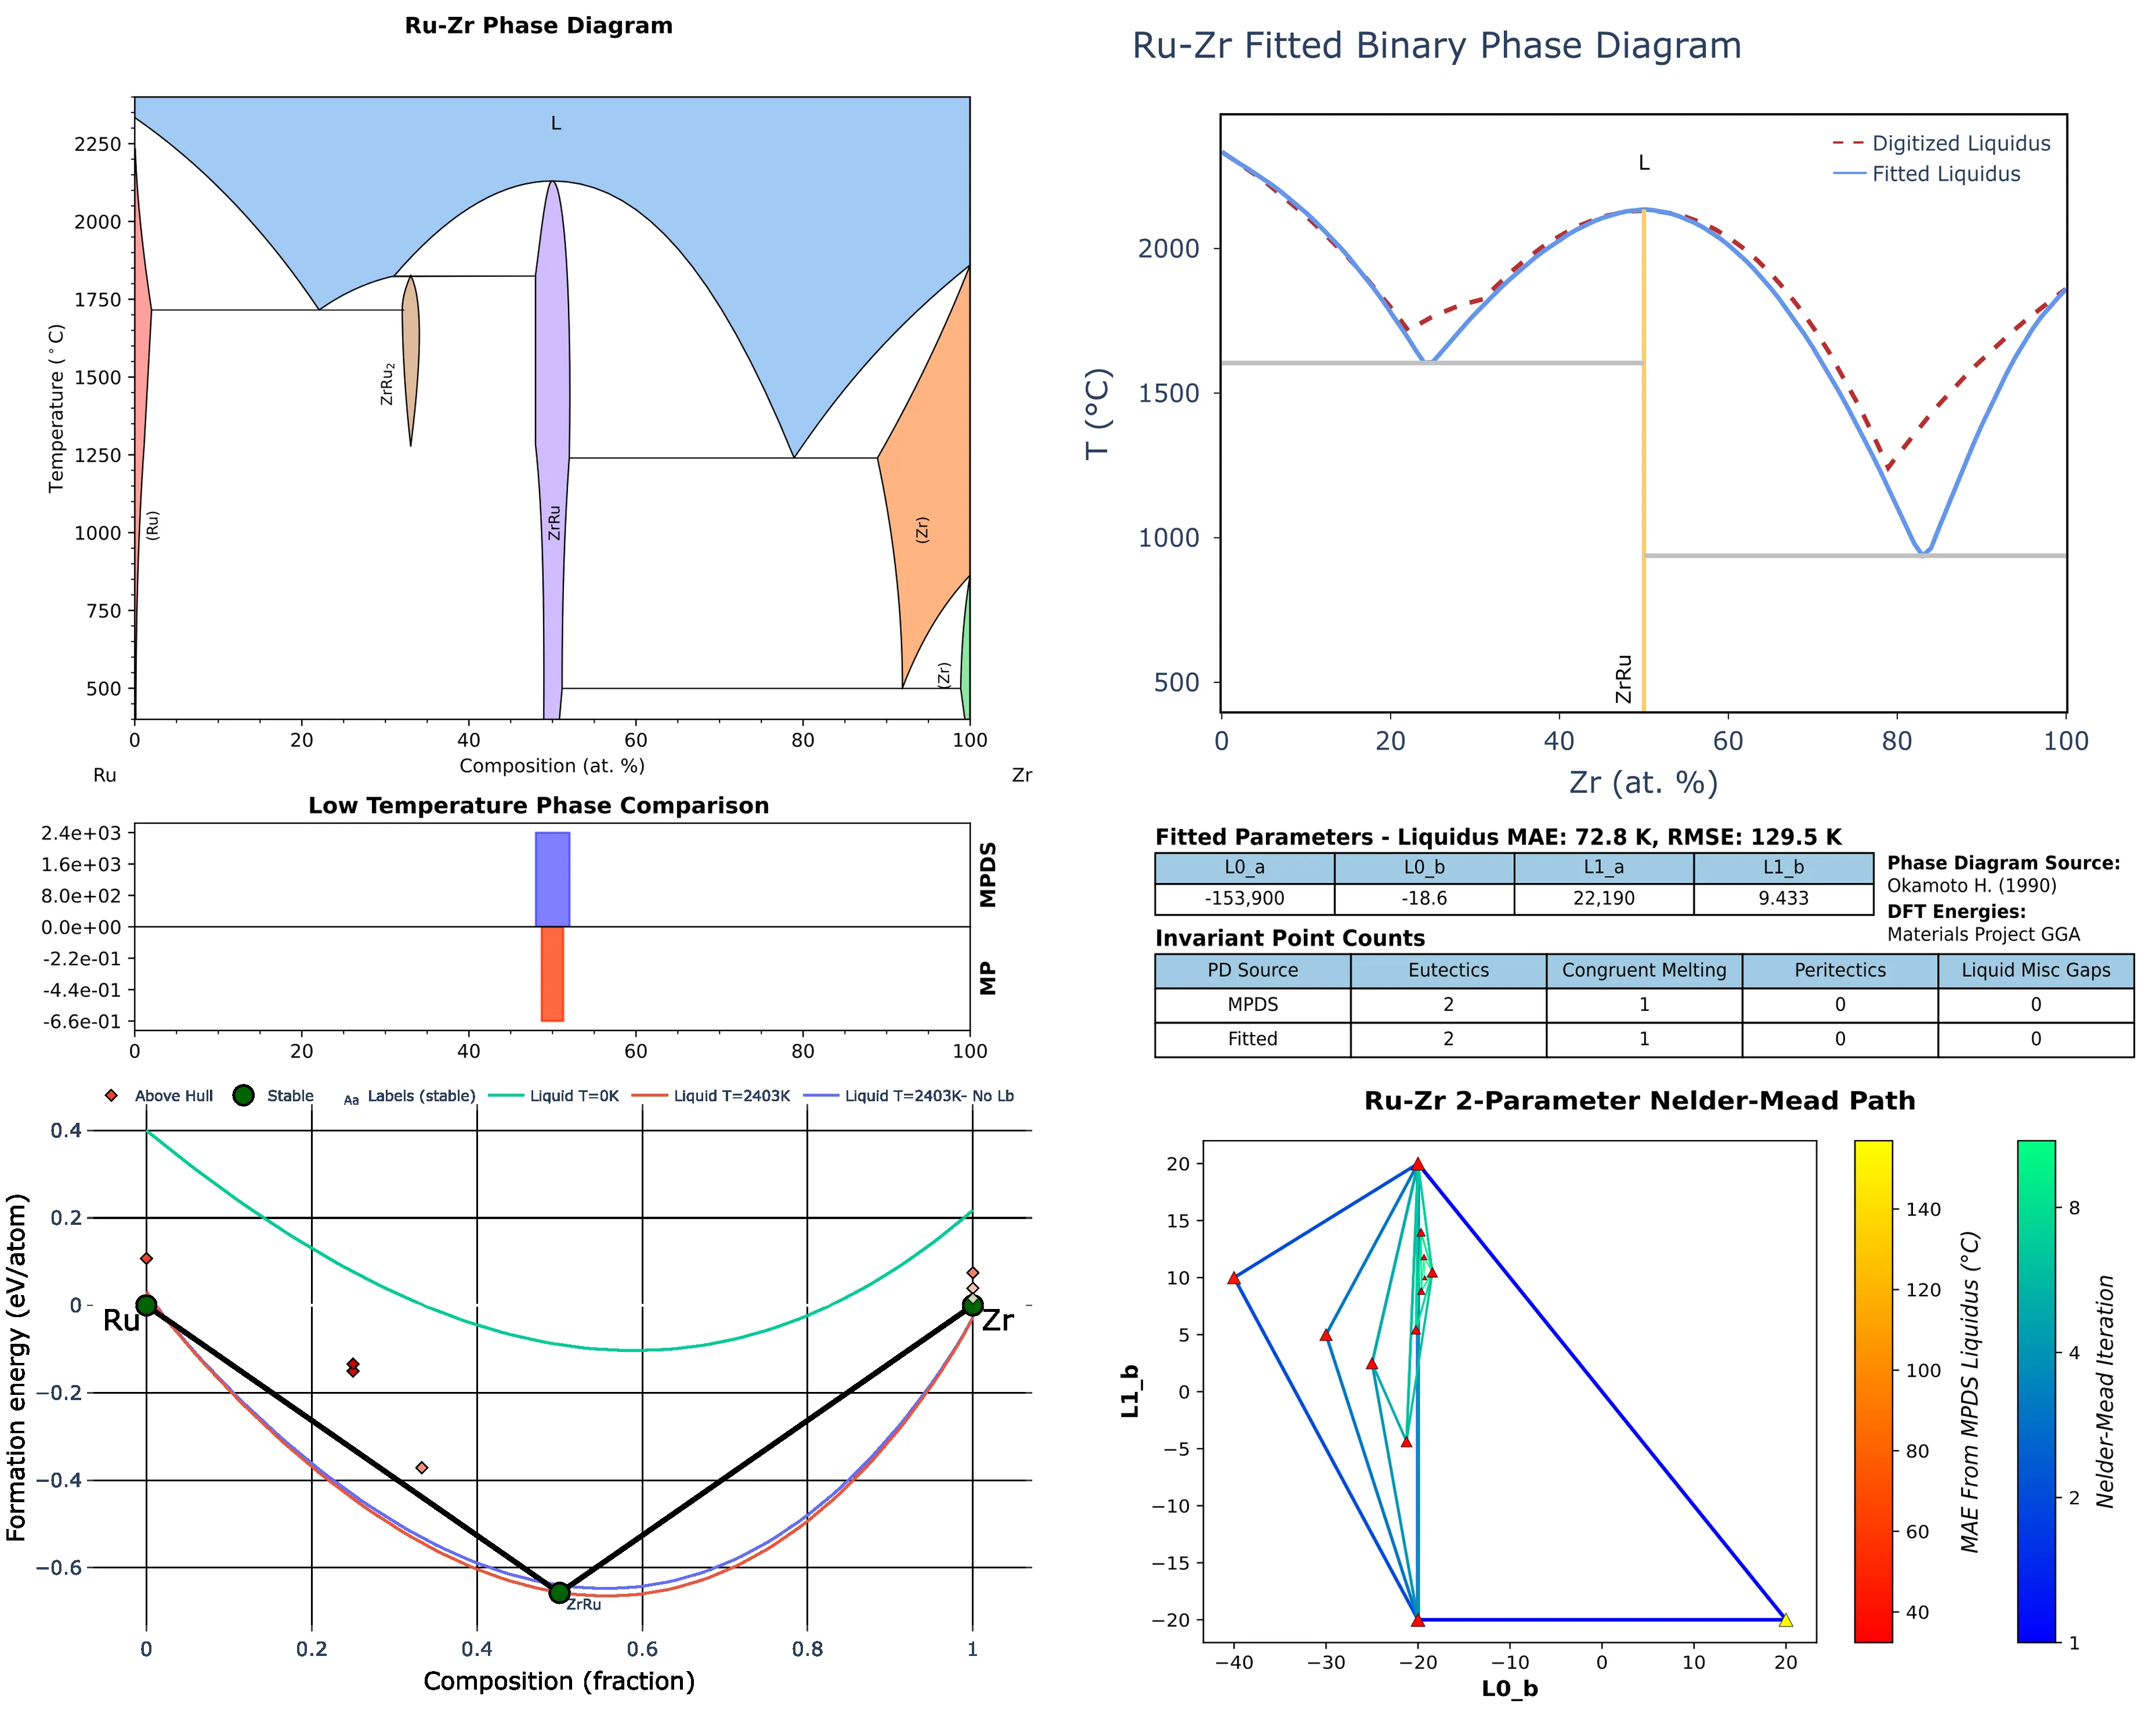 Ru-Zr Phase Diagram
L
2250
2000
1750
1500
1250
1000
750
500
Temperature (°C)
(Ru)
ZrRu2
ZrRu
(Zr)
(Zr)
0 20 40 60 80 100
Composition (at. %)
Ru Zr
Ru-Zr Fitted Binary Phase Diagram
L
Digitized Liquidus
Fitted Liquidus
2000
1500
1000
500
T (°C)
ZrRu
0 20 40 60 80 100
Zr (at. %)
Low Temperature Phase Comparison
2.4e+03
1.6e+03
8.0e+02
0.0e+00
-2.2e-01
-4.4e-01
-6.6e-01
MPDS
MP
0 20 40 60 80 100
Fitted Parameters - Liquidus MAE: 72.8 K, RMSE: 129.5 K
L0_a L0_b L1_a L1_b
-153,900 -18.6 22,190 9.433
Phase Diagram Source:
Okamoto H. (1990)
DFT Energies:
Materials Project GGA
Invariant Point Counts
PD Source Eutectics Congruent Melting Peritectics Liquid Misc Gaps
MPDS 2 1 0 0
Fitted 2 1 0 0
Above Hull Stable Aa Labels (stable) Liquid T=0K Liquid T=2403K Liquid T=2403K- No Lb
0.4
0.2
0
−0.2
−0.4
−0.6
Formation energy (eV/atom)
Ru
Zr
ZrRu
0 0.2 0.4 0.6 0.8 1
Composition (fraction)
Ru-Zr 2-Parameter Nelder-Mead Path
20
15
10
5
0
−5
−10
−15
−20
L1_b
−40 −30 −20 −10 0 10 20
L0_b
140
120
100
80
60
40
MAE From MPDS Liquidus (°C)
8
4
2
1
Nelder-Mead Iteration